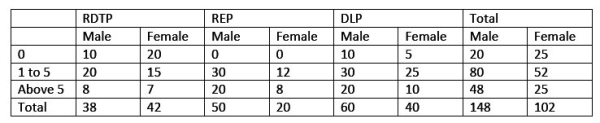 RDTP REP DLP Total
Male Female Male Female Male Female Male Female
0 10 20 0 0 10 5 20 25
1 to 5 20 15 30 12 30 25 80 52
Above 5 8 7 20 8 20 10 48 25
Total 38 42 50 20 60 40 148 102